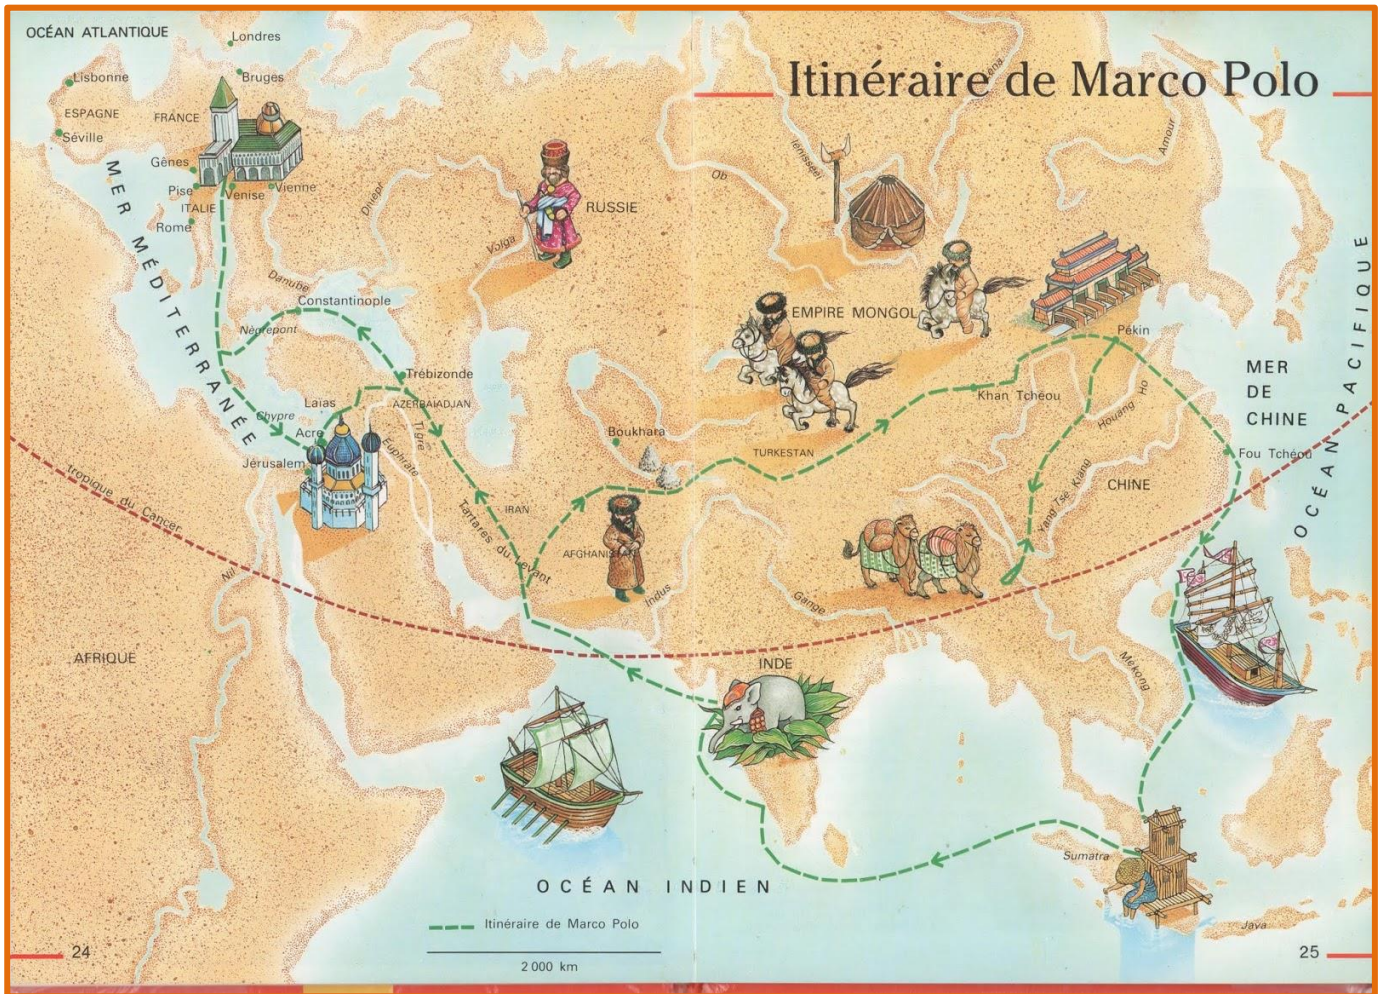 OCÉAN ATLANTIQUE
Londres
Itinéraire de Marco Polo
Lisbonne
Bruges
Léna
ESPAGNE
FRANCE
Séville
Amour
Iénisseï
Gênes
Ob
Pise
Venise
Vienne
ITALIE
Dniepr
RUSSIE
Rome
MER MÉDITERRANÉE
Volga
Danube
Constantinople
EMPIRE MONGOL
Négrepont
Pékin
OCÉAN PACIFIQUE
MER
DE
CHINE
Trébizonde
Khan Tchéou
Houang Ho
Laïas
AZERBAÏADJAN
Chypre
Acre
Tigre
Boukhara
Euphrate
TURKESTAN
Fou Tchéou
Jérusalem
tropique du Cancer
Yang Tse Kiang
CHINE
IRAN
Tartares du Levant
AFGHANISTAN
Nil
Indus
Gange
AFRIQUE
INDE
Mékong
Sumatra
OCÉAN INDIEN
Itinéraire de Marco Polo
Java
24
2 000 km
25